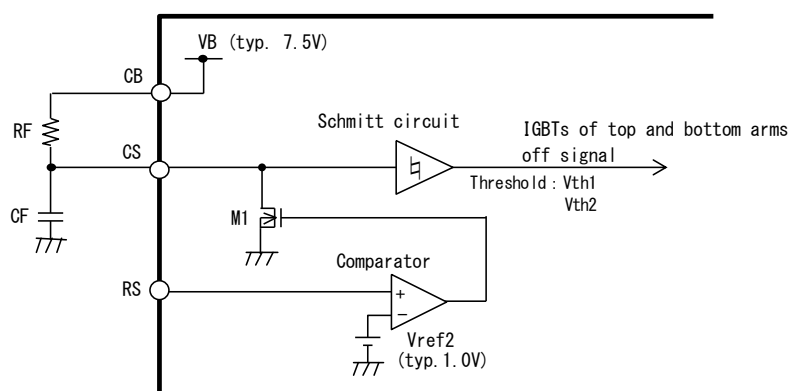 VB (typ. 7.5V)
CB
RF
Schmitt circuit
IGBTs of top and bottom arms
off signal
CS
Threshold : Vth1
Vth2
CF
M1
Comparator
RS
+
−
Vref2
(typ.1.0V)